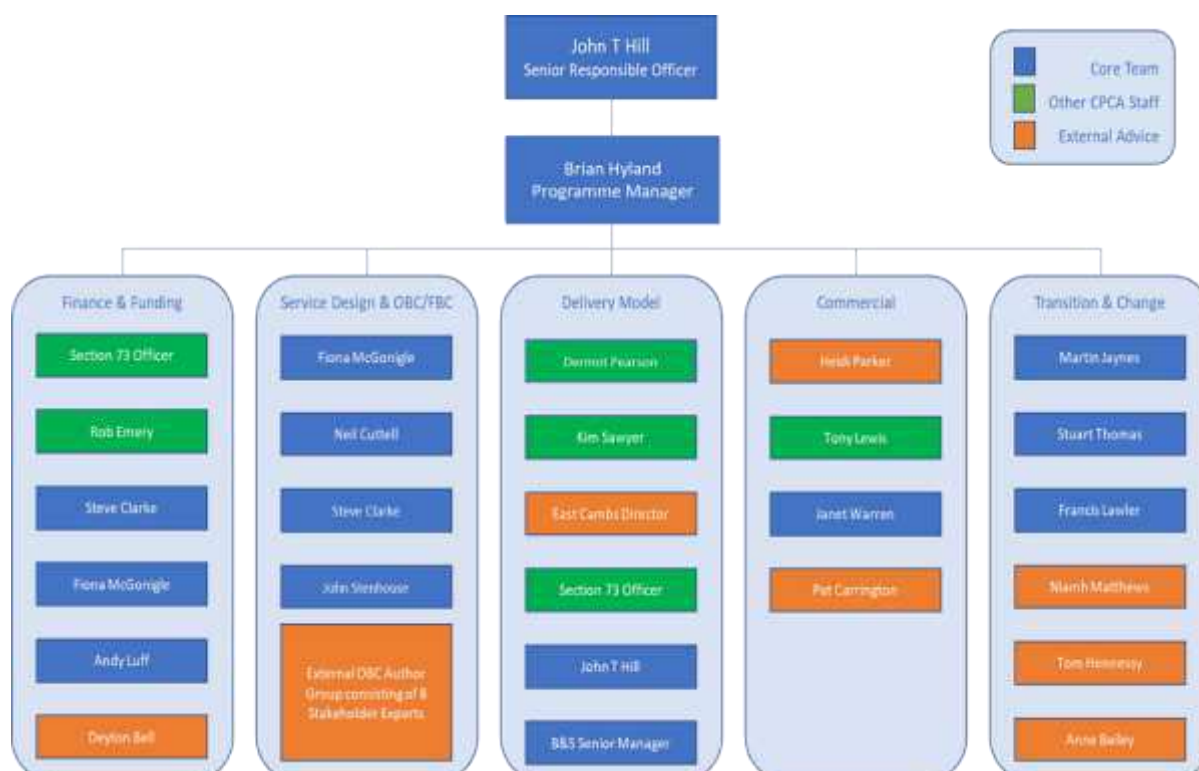 John T Hill
Senior Responsible Officer
Core Team
Other CPCA Staff
External Advice
Brian Hyland
Programme Manager
Finance & Funding
Section 73 Officer
Rob Emery
Steve Clarke
Fiona McGonigle
Andy Luff
Deyton Bell
Service Design & OBC/FBC
Fiona McGonigle
Neil Cuttell
Steve Clarke
John Stenhouse
External OBC Author
Group consisting of 8
Stakeholder Experts
Delivery Model
Dermot Pearson
Kim Sawyer
East Cambs Director
Section 73 Officer
John T Hill
B&S Senior Manager
Commercial
Heidi Parker
Tony Lewis
Janet Warren
Pat Carrington
Transition & Change
Martin Jaynes
Stuart Thomas
Francis Lawler
Niamh Matthews
Tom Hennessy
Anne Bailey